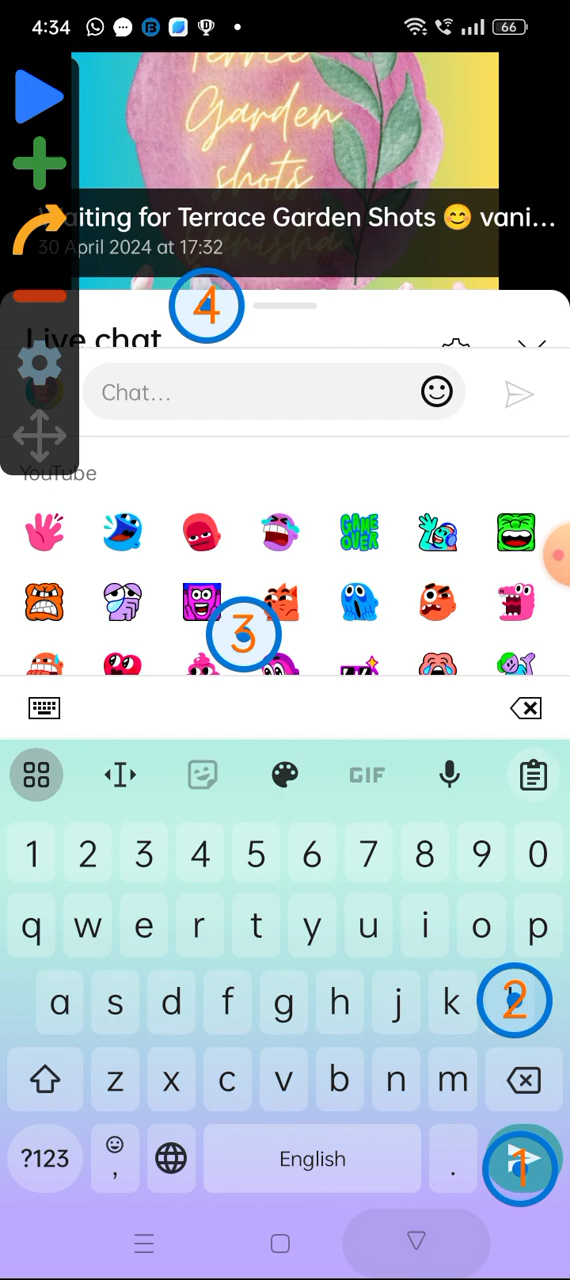 4:34
66
Terrace
Garden
shots
Vanisha
Waiting for Terrace Garden Shots 😊 vani...
30 April 2024 at 17:32
4
Live chat
Chat...
YouTube
GAME
OVER
3
GIF
1 2 3 4 5 6 7 8 9 0
q w e r t y u i o p
a s d f g h j k l
2
z x c v b n m
?123 , English .
1